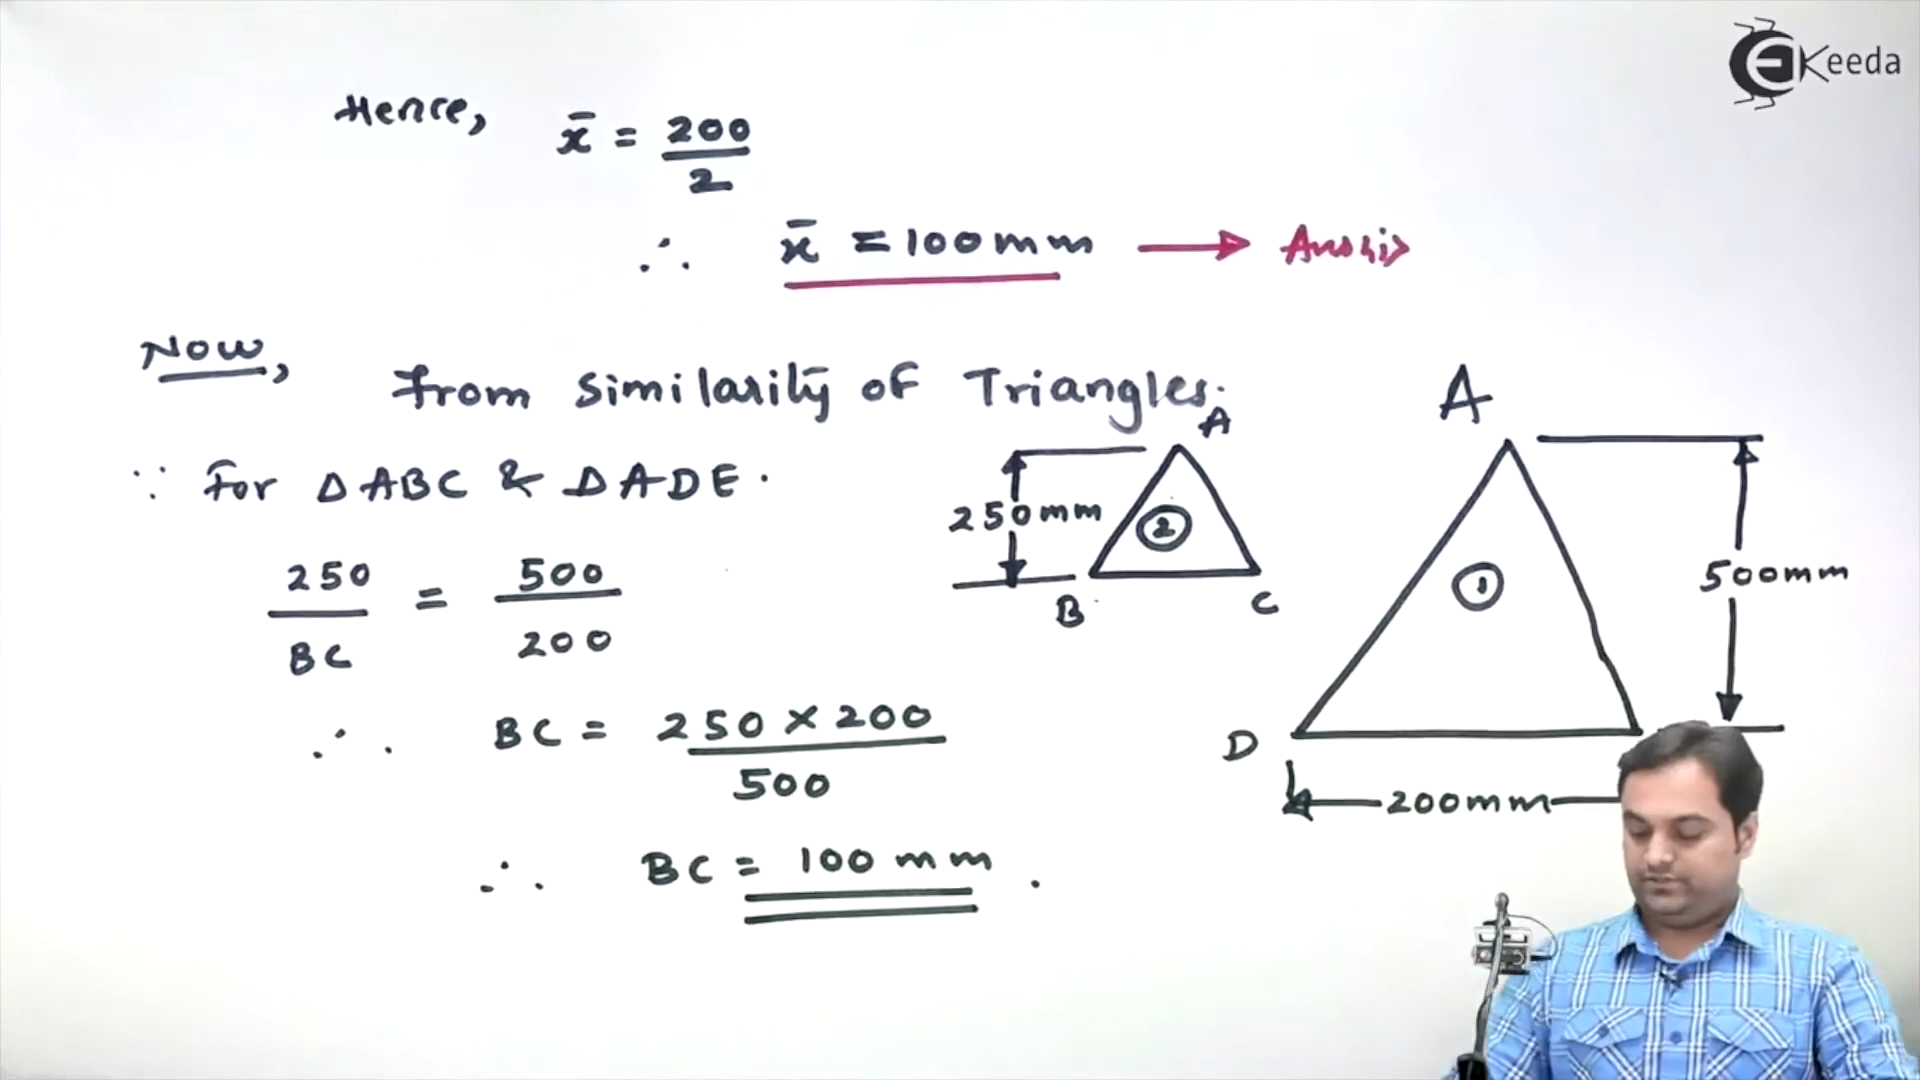 EKeeda
Hence, x̄ = 200
2
∴ x̄ = 100mm →
Now,
from Similarity of Triangles.
∵ For ΔABC & ΔADE.
250 = 500
BC 200
∴ BC = 250 × 200
500
∴ BC = 100 mm.
A
250mm
2
B C
A
1
500mm
D
200mm